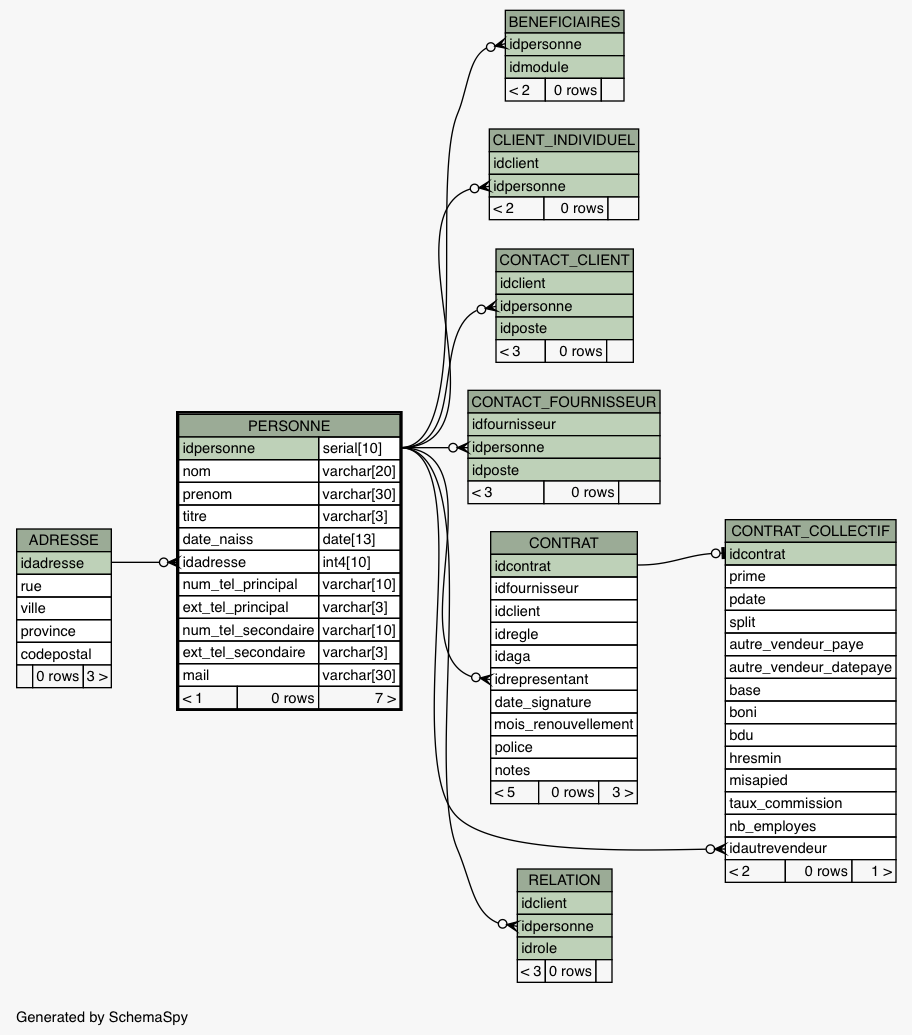 BENEFICIAIRES
idpersonne
idmodule
< 2 0 rows
CLIENT_INDIVIDUEL
idclient
idpersonne
< 2 0 rows
CONTACT_CLIENT
idclient
idpersonne
idposte
< 3 0 rows
CONTACT_FOURNISSEUR
idfournisseur
idpersonne
idposte
< 3 0 rows
PERSONNE
idpersonne serial[10]
nom varchar[20]
prenom varchar[30]
titre varchar[3]
date_naiss date[13]
idadresse int4[10]
num_tel_principal varchar[10]
ext_tel_principal varchar[3]
num_tel_secondaire varchar[10]
ext_tel_secondaire varchar[3]
mail varchar[30]
< 1 0 rows 7 >
ADRESSE
idadresse
rue
ville
province
codepostal
0 rows 3 >
CONTRAT
idcontrat
idfournisseur
idclient
idregle
idaga
idrepresentant
date_signature
mois_renouvellement
police
notes
< 5 0 rows 3 >
CONTRAT_COLLECTIF
idcontrat
prime
pdate
split
autre_vendeur_paye
autre_vendeur_datepaye
base
boni
bdu
hresmin
misapied
taux_commission
nb_employes
idautrevendeur
< 2 0 rows 1 >
RELATION
idclient
idpersonne
idrole
< 3 0 rows
Generated by SchemaSpy